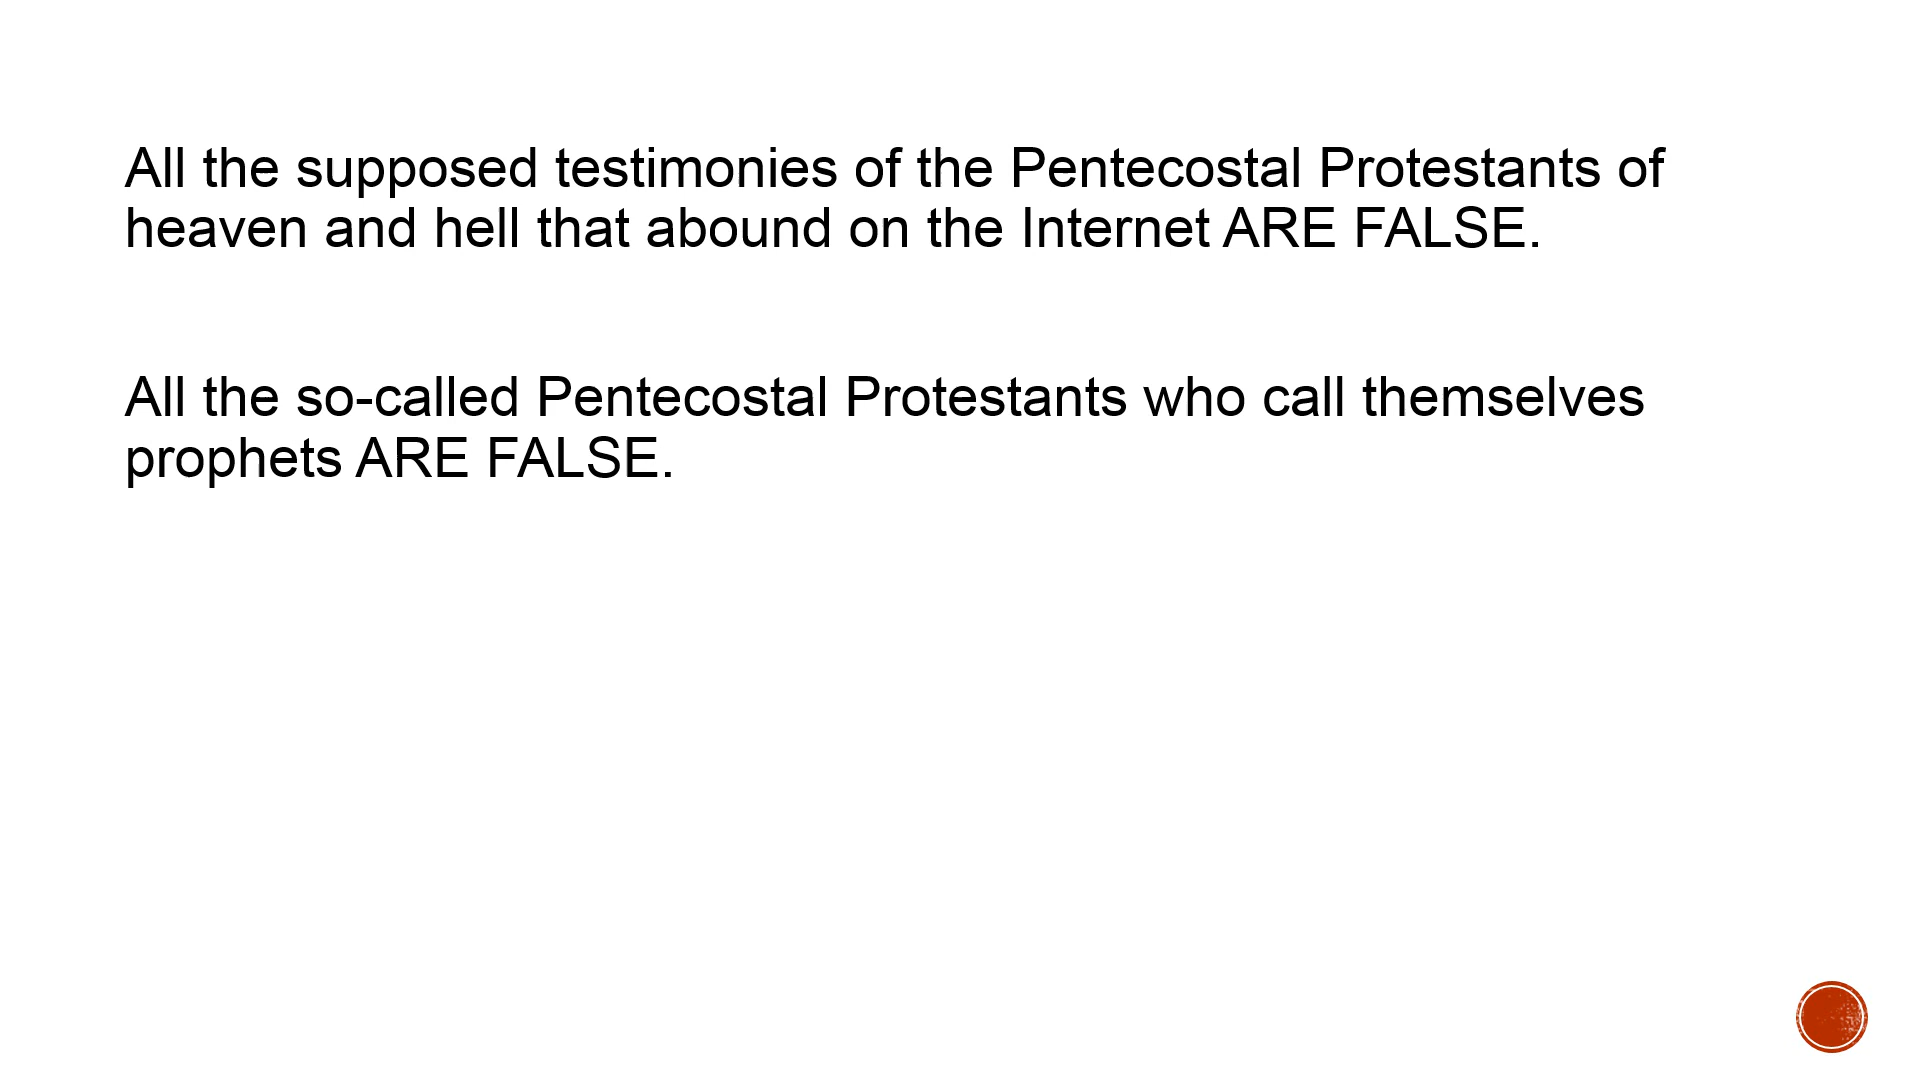 All the supposed testimonies of the Pentecostal Protestants of
heaven and hell that abound on the Internet ARE FALSE.
All the so-called Pentecostal Protestants who call themselves
prophets ARE FALSE.